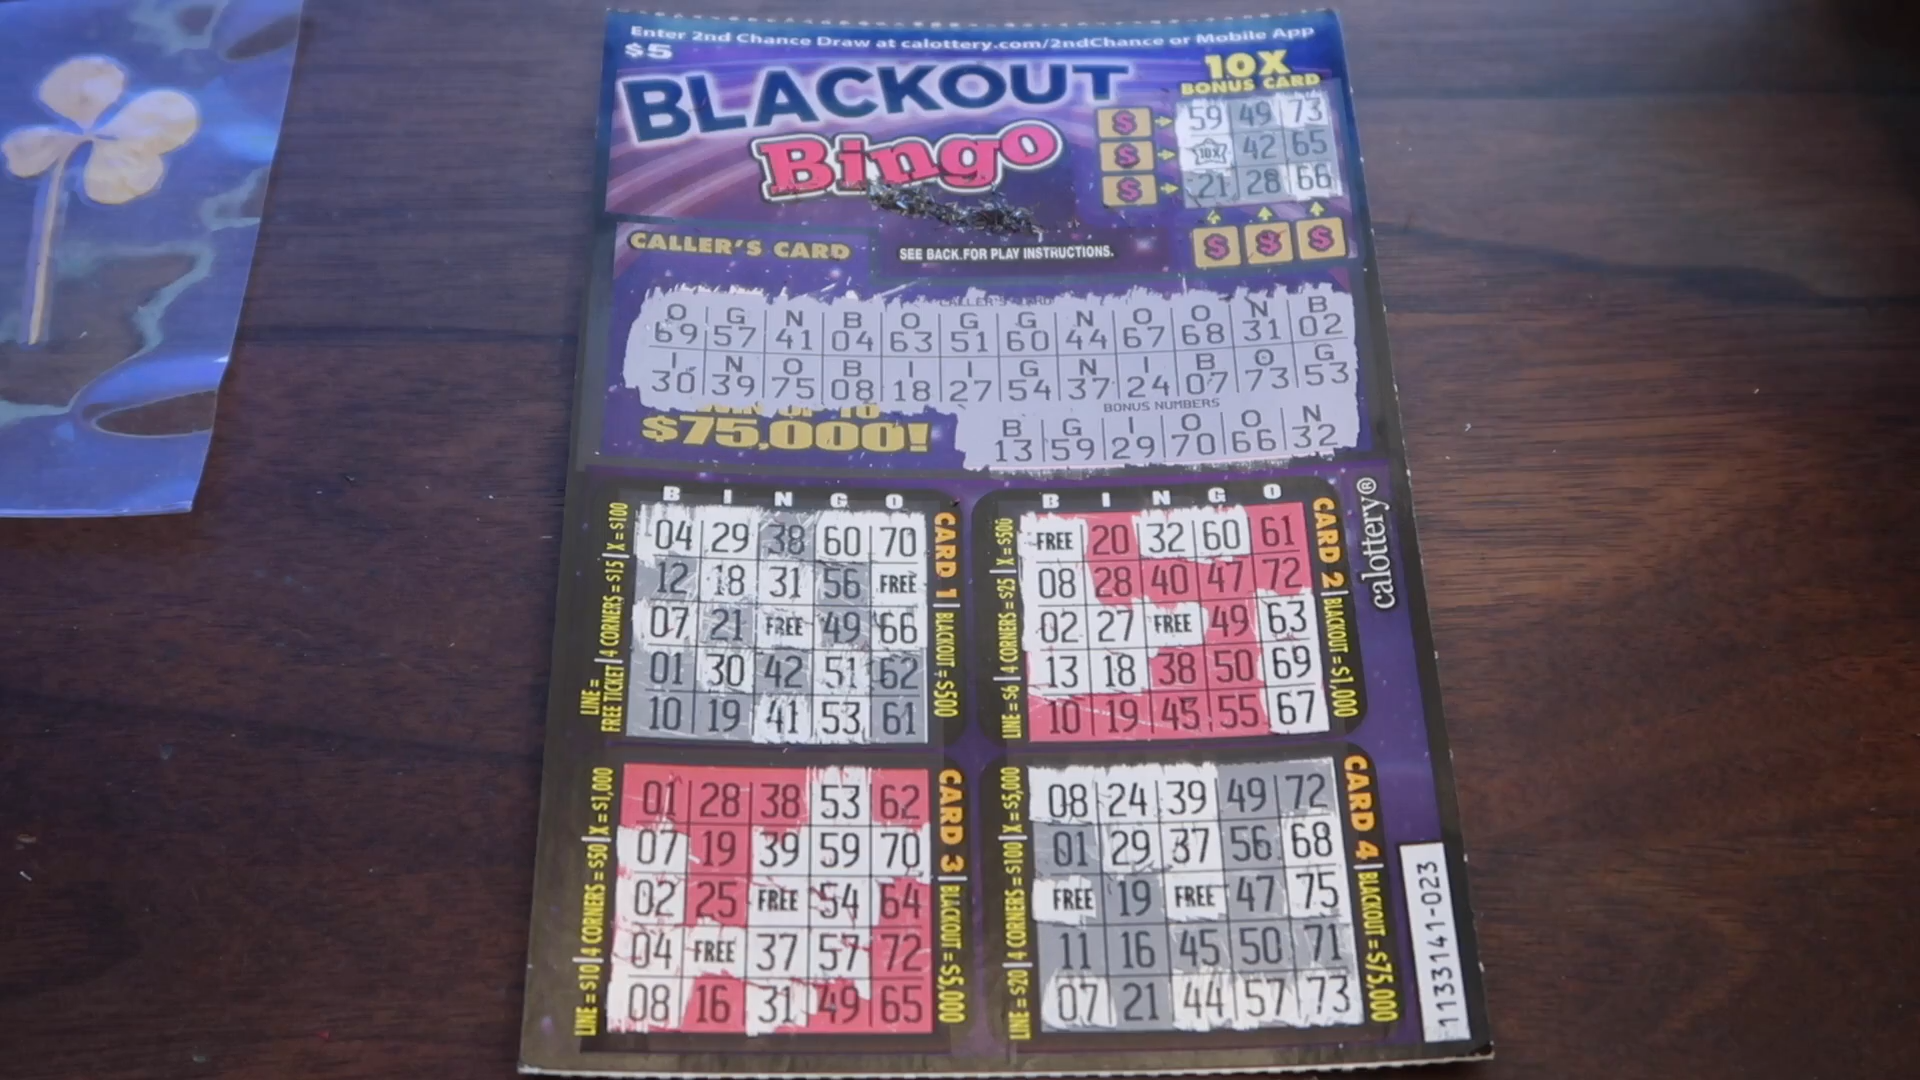 Enter 2nd Chance Draw at calottery.com/2ndChance or Mobile App
$5
BLACKOUT
Bingo
10X
BONUS CARD
$ 59 49 73
$ 10X 42 65
$ 21 28 66
$ $ $
CALLER'S CARD
SEE BACK FOR PLAY INSTRUCTIONS.
CALLER'S CARD
O G N B O G G N O O N B
69 57 41 04 63 51 60 44 67 68 31 02
I N O B I I G N I B O G
30 39 75 08 18 27 54 37 24 07 73 53
WIN UP TO
$75,000!
BONUS NUMBERS
B G I O O N
13 59 29 70 66 32
B I N G O
04 29 38 60 70
12 18 31 56 FREE
07 21 FREE 49 66
01 30 42 51 62
10 19 41 53 61
LINE =
FREE TICKET | 4 CORNERS = $15 | X = $100
CARD 1 | BLACKOUT = $500
B I N G O
FREE 20 32 60 61
08 28 40 47 72
02 27 FREE 49 63
13 18 38 50 69
10 19 45 55 67
LINE = $6 | 4 CORNERS = $25 | X = $500
CARD 2 | BLACKOUT = $1,000
calottery®
01 28 38 53 62
07 19 39 59 70
02 25 FREE 54 64
04 FREE 37 57 72
08 16 31 49 65
LINE = $10 | 4 CORNERS = $50 | X = $1,000
CARD 3 | BLACKOUT = $5,000
08 24 39 49 72
01 29 37 56 68
FREE 19 FREE 47 75
11 16 45 50 71
07 21 44 57 73
LINE = $20 | 4 CORNERS = $100 | X = $5,000
CARD 4 | BLACKOUT = $75,000
1133141-023